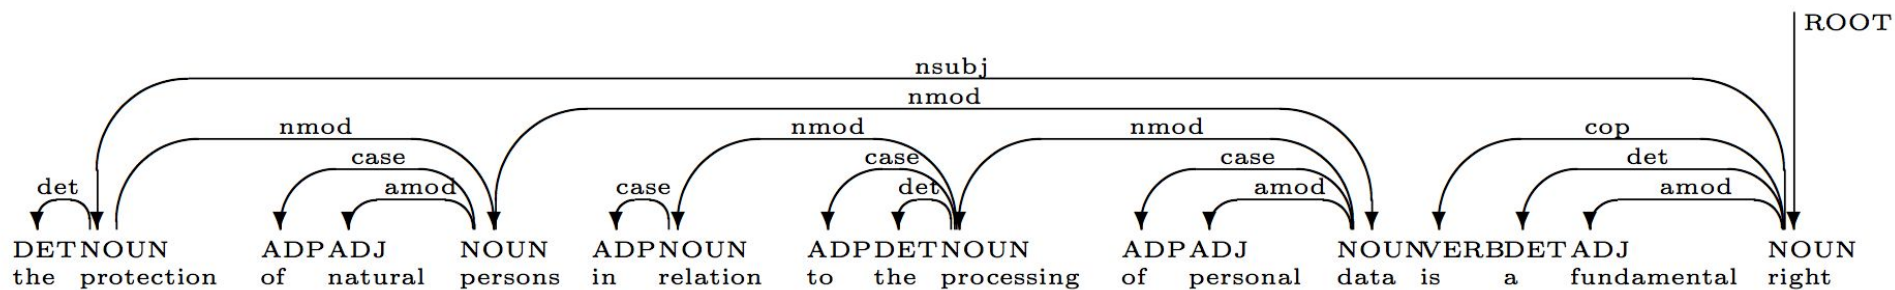 ROOT
nsubj
nmod
nmod nmod nmod cop
case case case det
det amod case det amod amod
DET NOUN ADP ADJ NOUN ADP NOUN ADP DET NOUN ADP ADJ NOUN VERB DET ADJ NOUN
the protection of natural persons in relation to the processing of personal data is a fundamental right